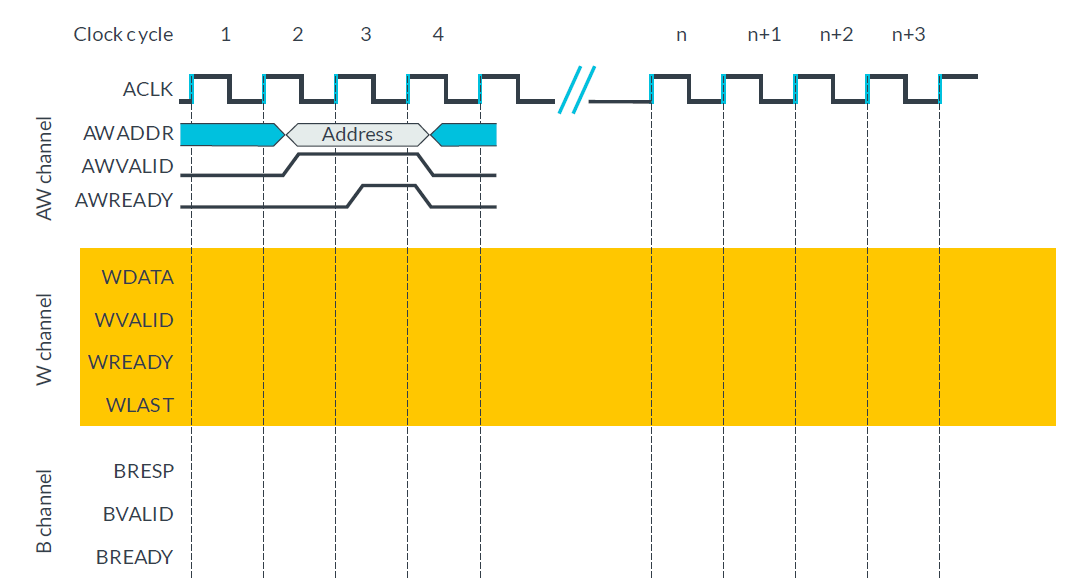 Clock cycle 1 2 3 4 n n+1 n+2 n+3
ACLK
AW channel
AWADDR Address
AWVALID
AWREADY
W channel
WDATA
WVALID
WREADY
WLAST
B channel
BRESP
BVALID
BREADY